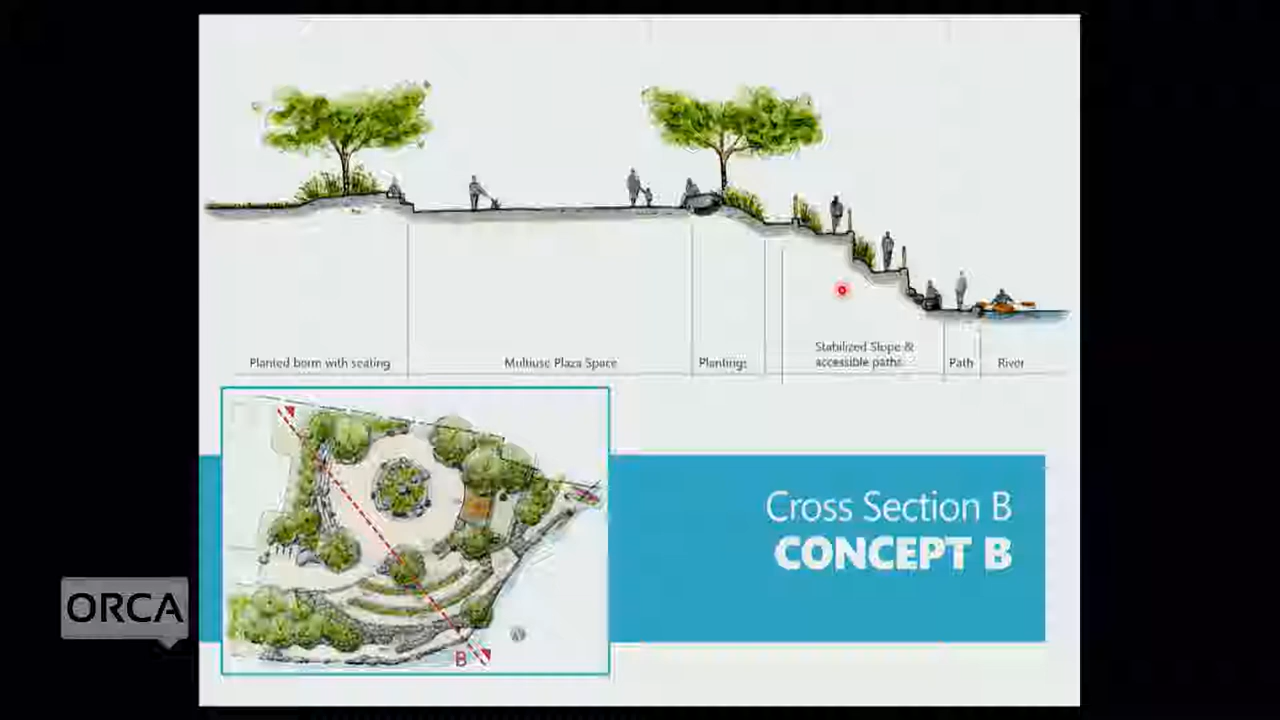 Planted berm with seating
Multiuse Plaza Space
Plantings
Stabilized Slope &
accessible paths
Path
River
Cross Section B
CONCEPT B
ORCA
B